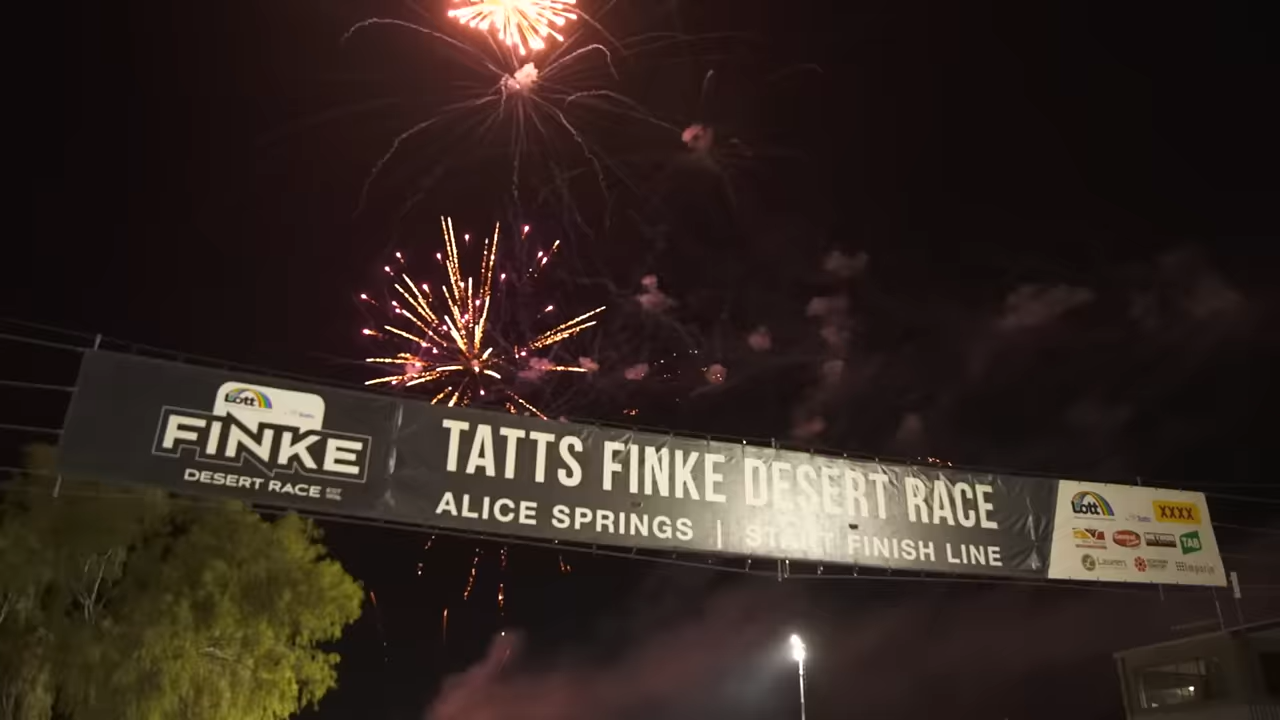 Lott
FINKE
DESERT RACE
TATTS FINKE DESERT RACE
ALICE SPRINGS | START FINISH LINE
Lott
XXXX
TAB